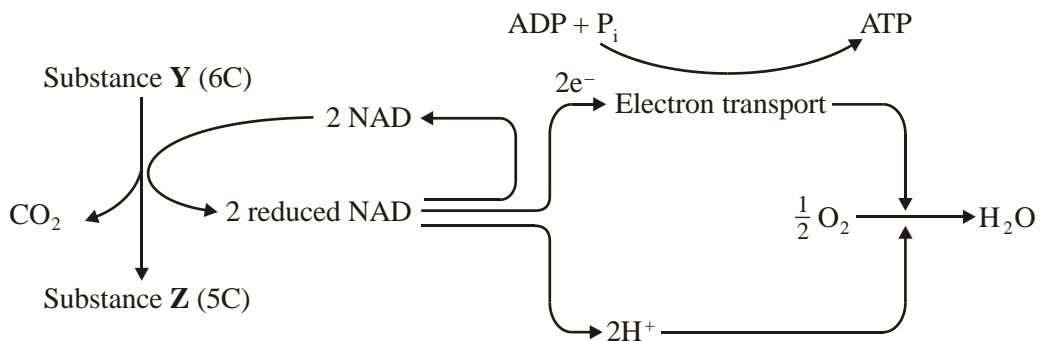 ADP + Pi
ATP
Substance Y (6C)
2e⁻
Electron transport
2 NAD
CO₂
2 reduced NAD
½ O₂
H₂O
Substance Z (5C)
2H⁺